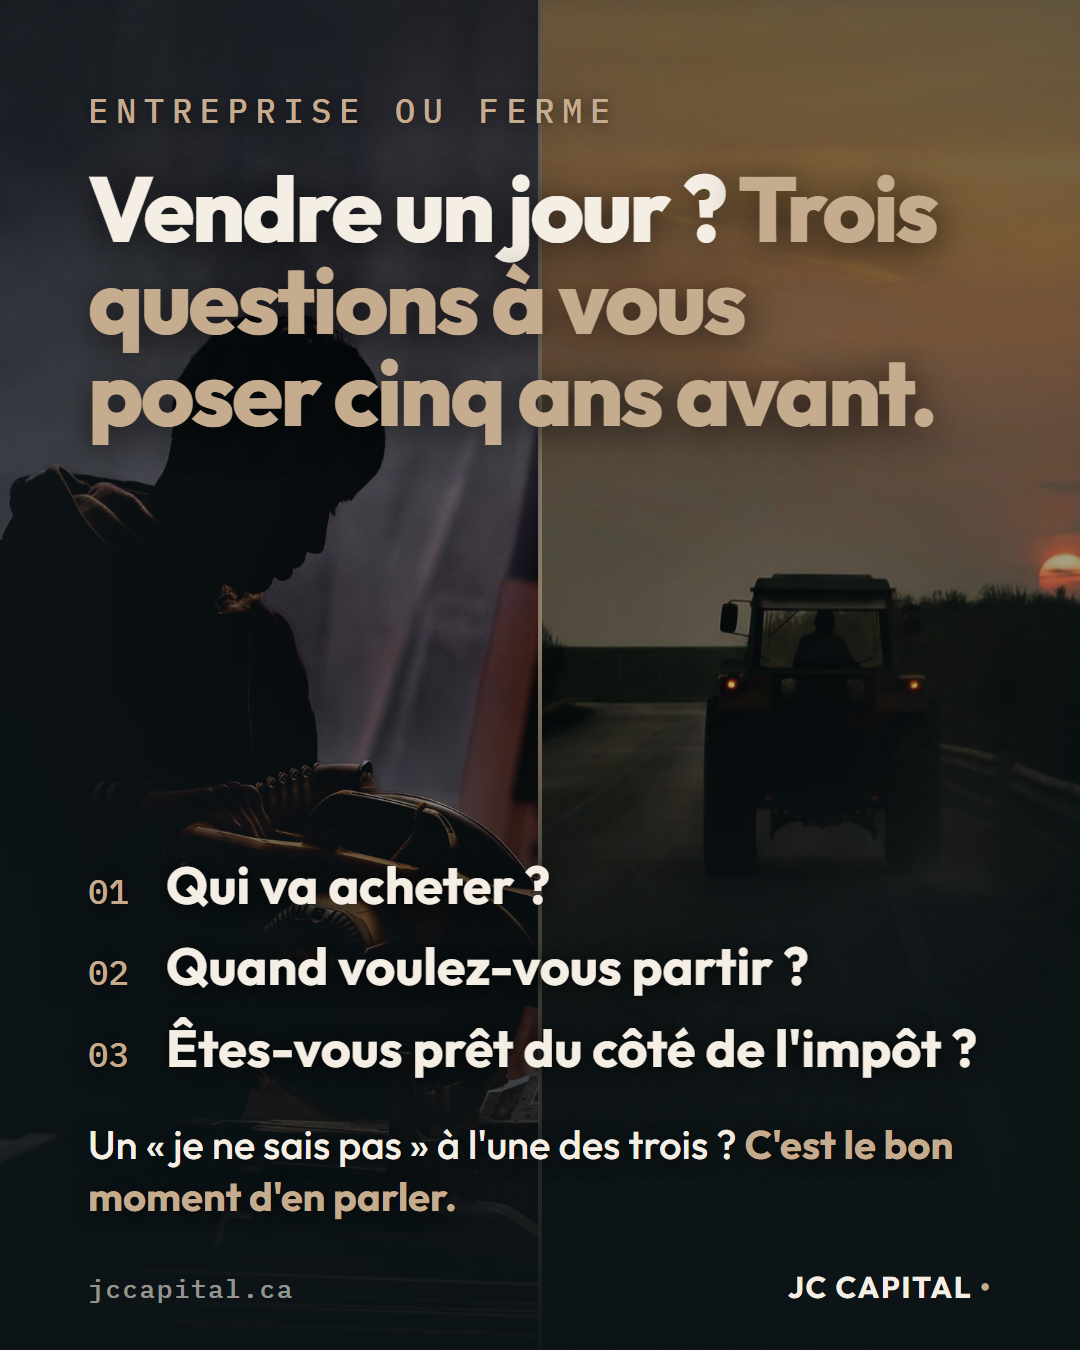 ENTREPRISE OU FERME
Vendre un jour ? Trois
questions à vous
poser cinq ans avant.
01 Qui va acheter ?
02 Quand voulez-vous partir ?
03 Êtes-vous prêt du côté de l'impôt ?
Un « je ne sais pas » à l'une des trois ? C'est le bon
moment d'en parler.
jccapital.ca
JC CAPITAL •